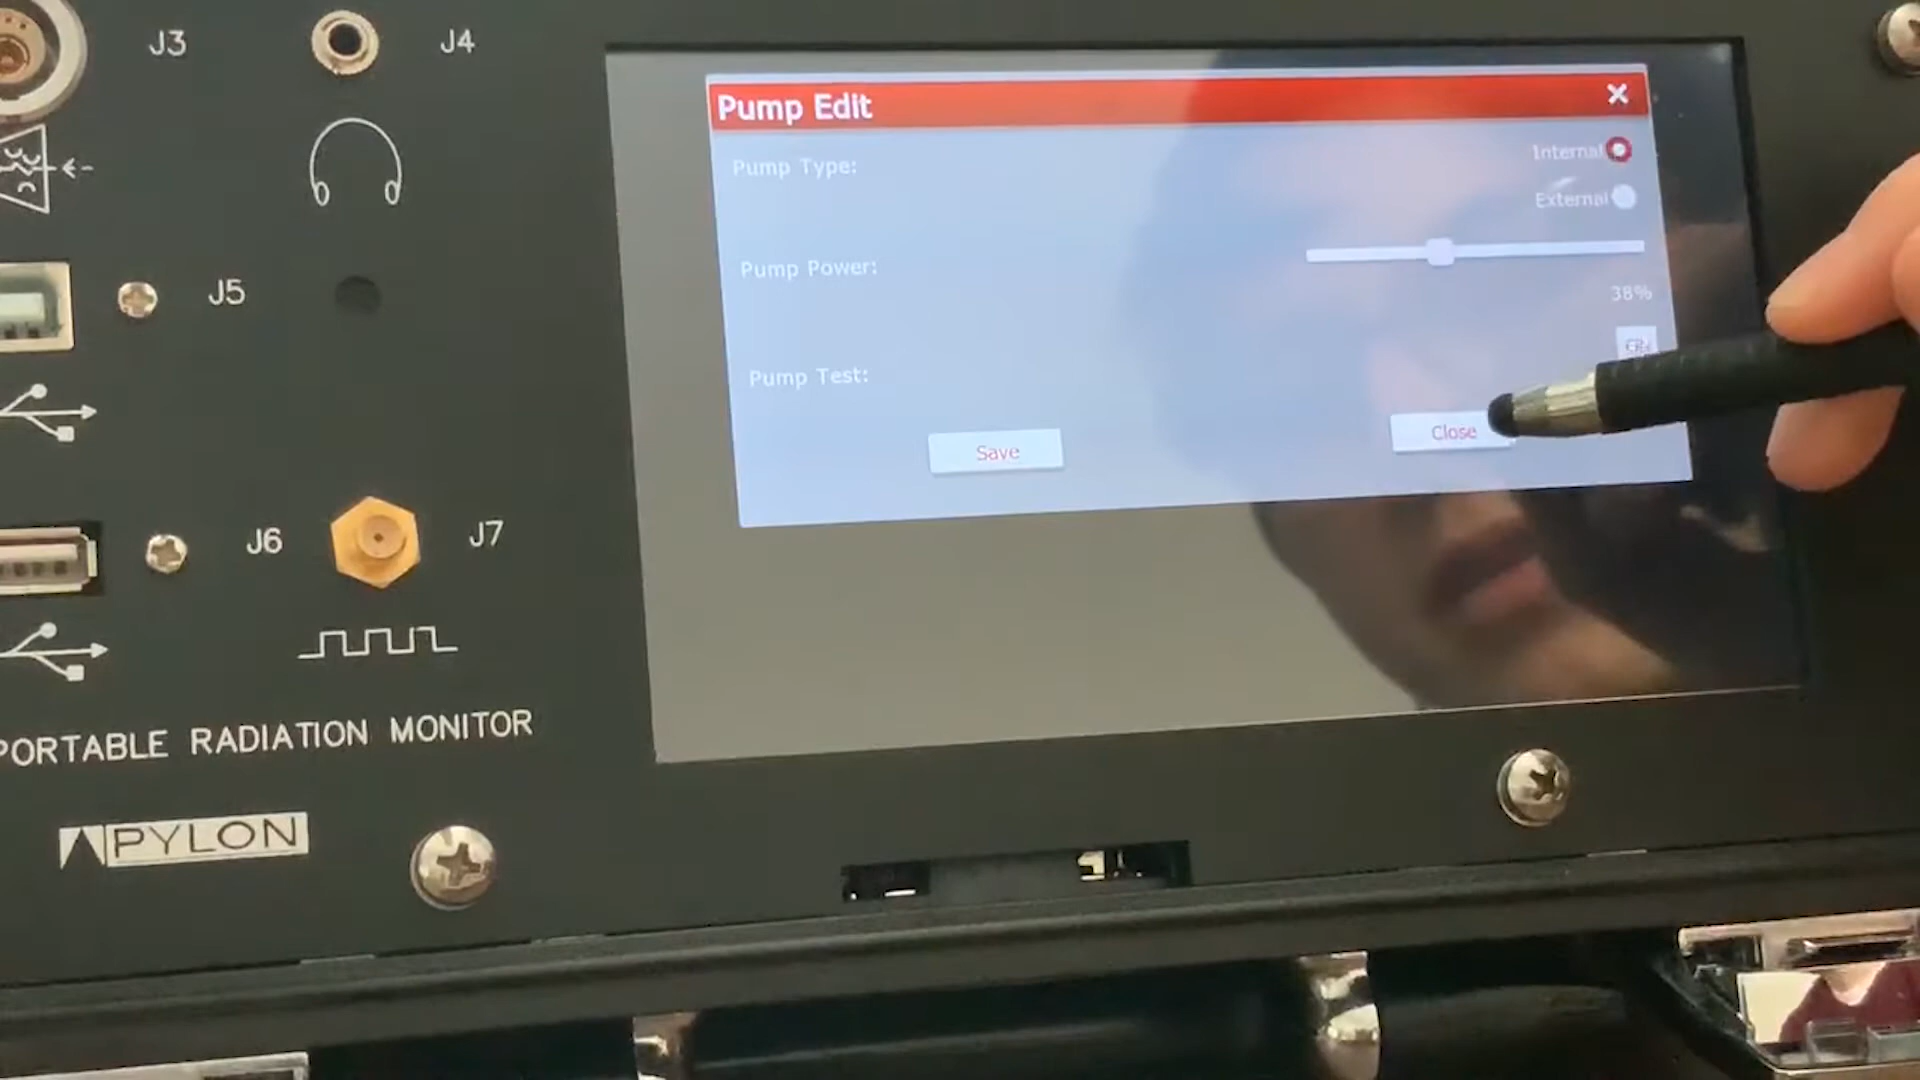 J3
J4
J5
J6
J7
PORTABLE RADIATION MONITOR
PYLON
Pump Edit
Pump Type:
Internal
External
Pump Power:
38%
Pump Test:
Save
Close